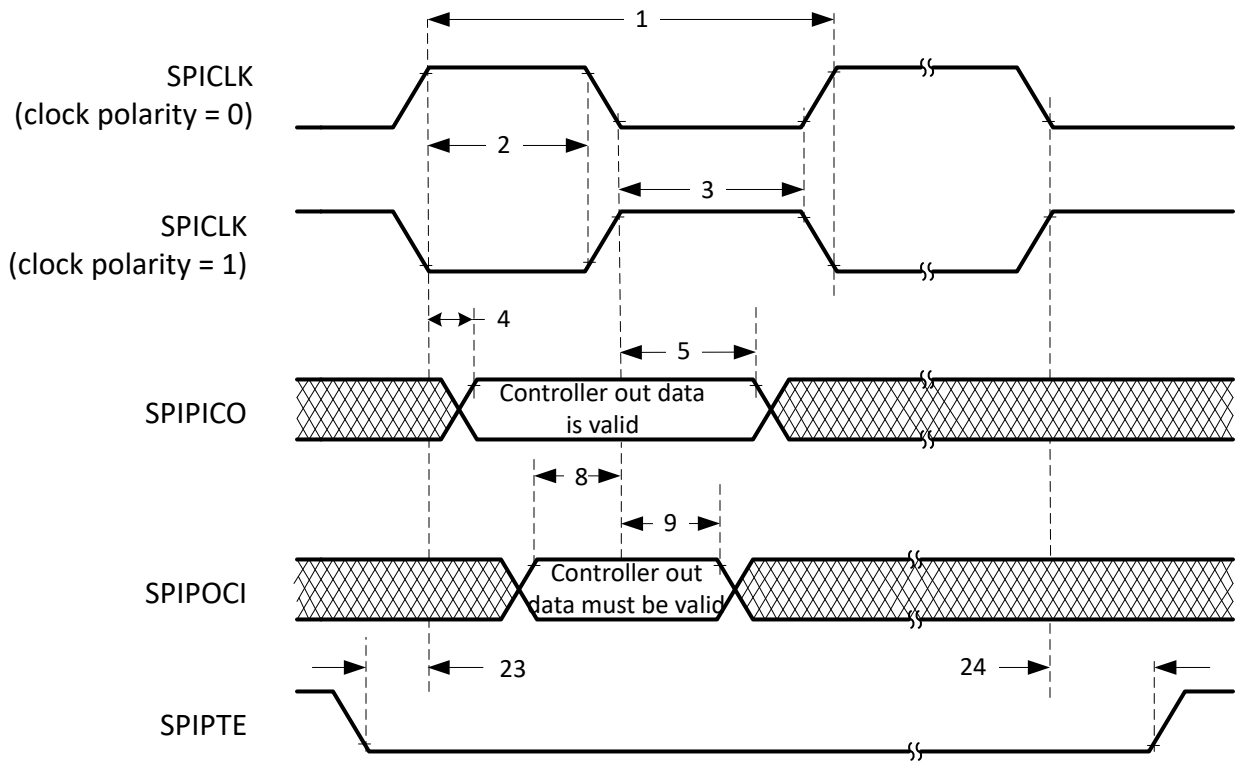 1
SPICLK
(clock polarity = 0)
2
3
SPICLK
(clock polarity = 1)
4
5
SPIPICO
Controller out data
is valid
8
9
SPIPOCI
Controller out
data must be valid
23
24
SPIPTE